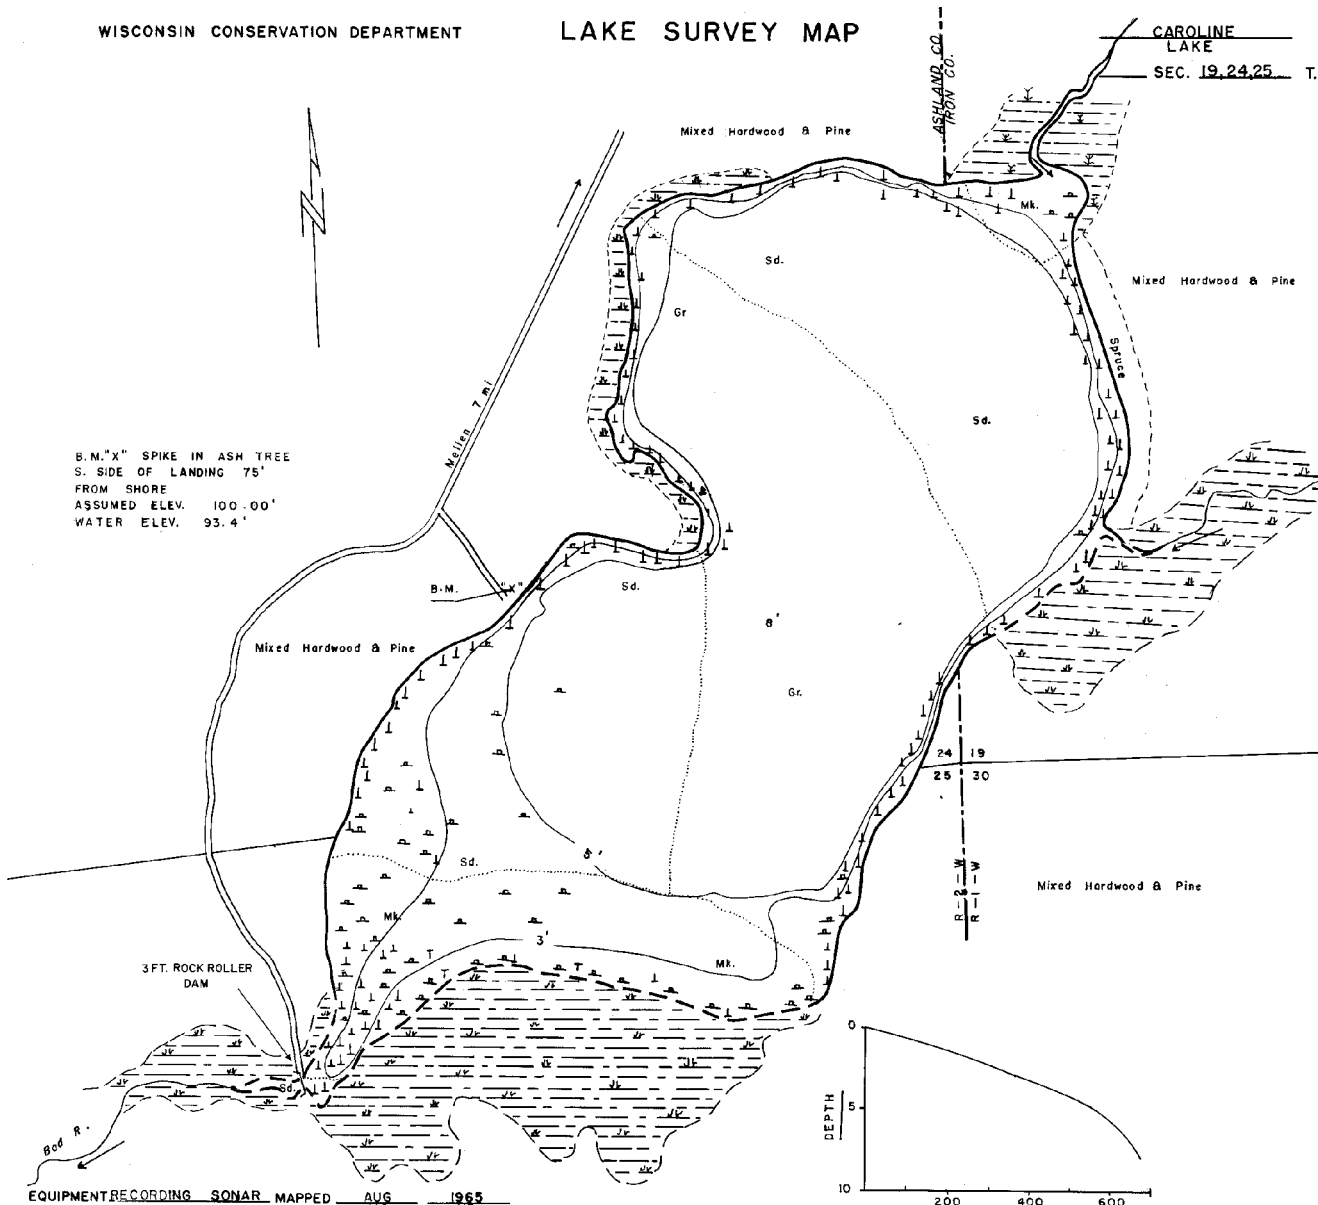 WISCONSIN CONSERVATION DEPARTMENT
LAKE SURVEY MAP
CAROLINE
LAKE
SEC. 19,24,25 T.
ASHLAND CO.
IRON CO.
Mixed Hardwood & Pine
Mk.
Sd.
Mixed Hardwood & Pine
Gr
Spruce
Mellen 7 mi
Sd.
B.M."X" SPIKE IN ASH TREE
S. SIDE OF LANDING 75'
FROM SHORE
ASSUMED ELEV. 100.00'
WATER ELEV. 93.4'
B.M. "X"
Sd.
8'
Mixed Hardwood & Pine
Gr.
24 19
25 30
5'
Sd.
R-2-W
R-1-W
Mixed Hardwood & Pine
Mk.
3'
Mk.
3 FT. ROCK ROLLER
DAM
Sd.
Bad R.
0
DEPTH
5
10
200 400 600
EQUIPMENT RECORDING SONAR MAPPED AUG 1965